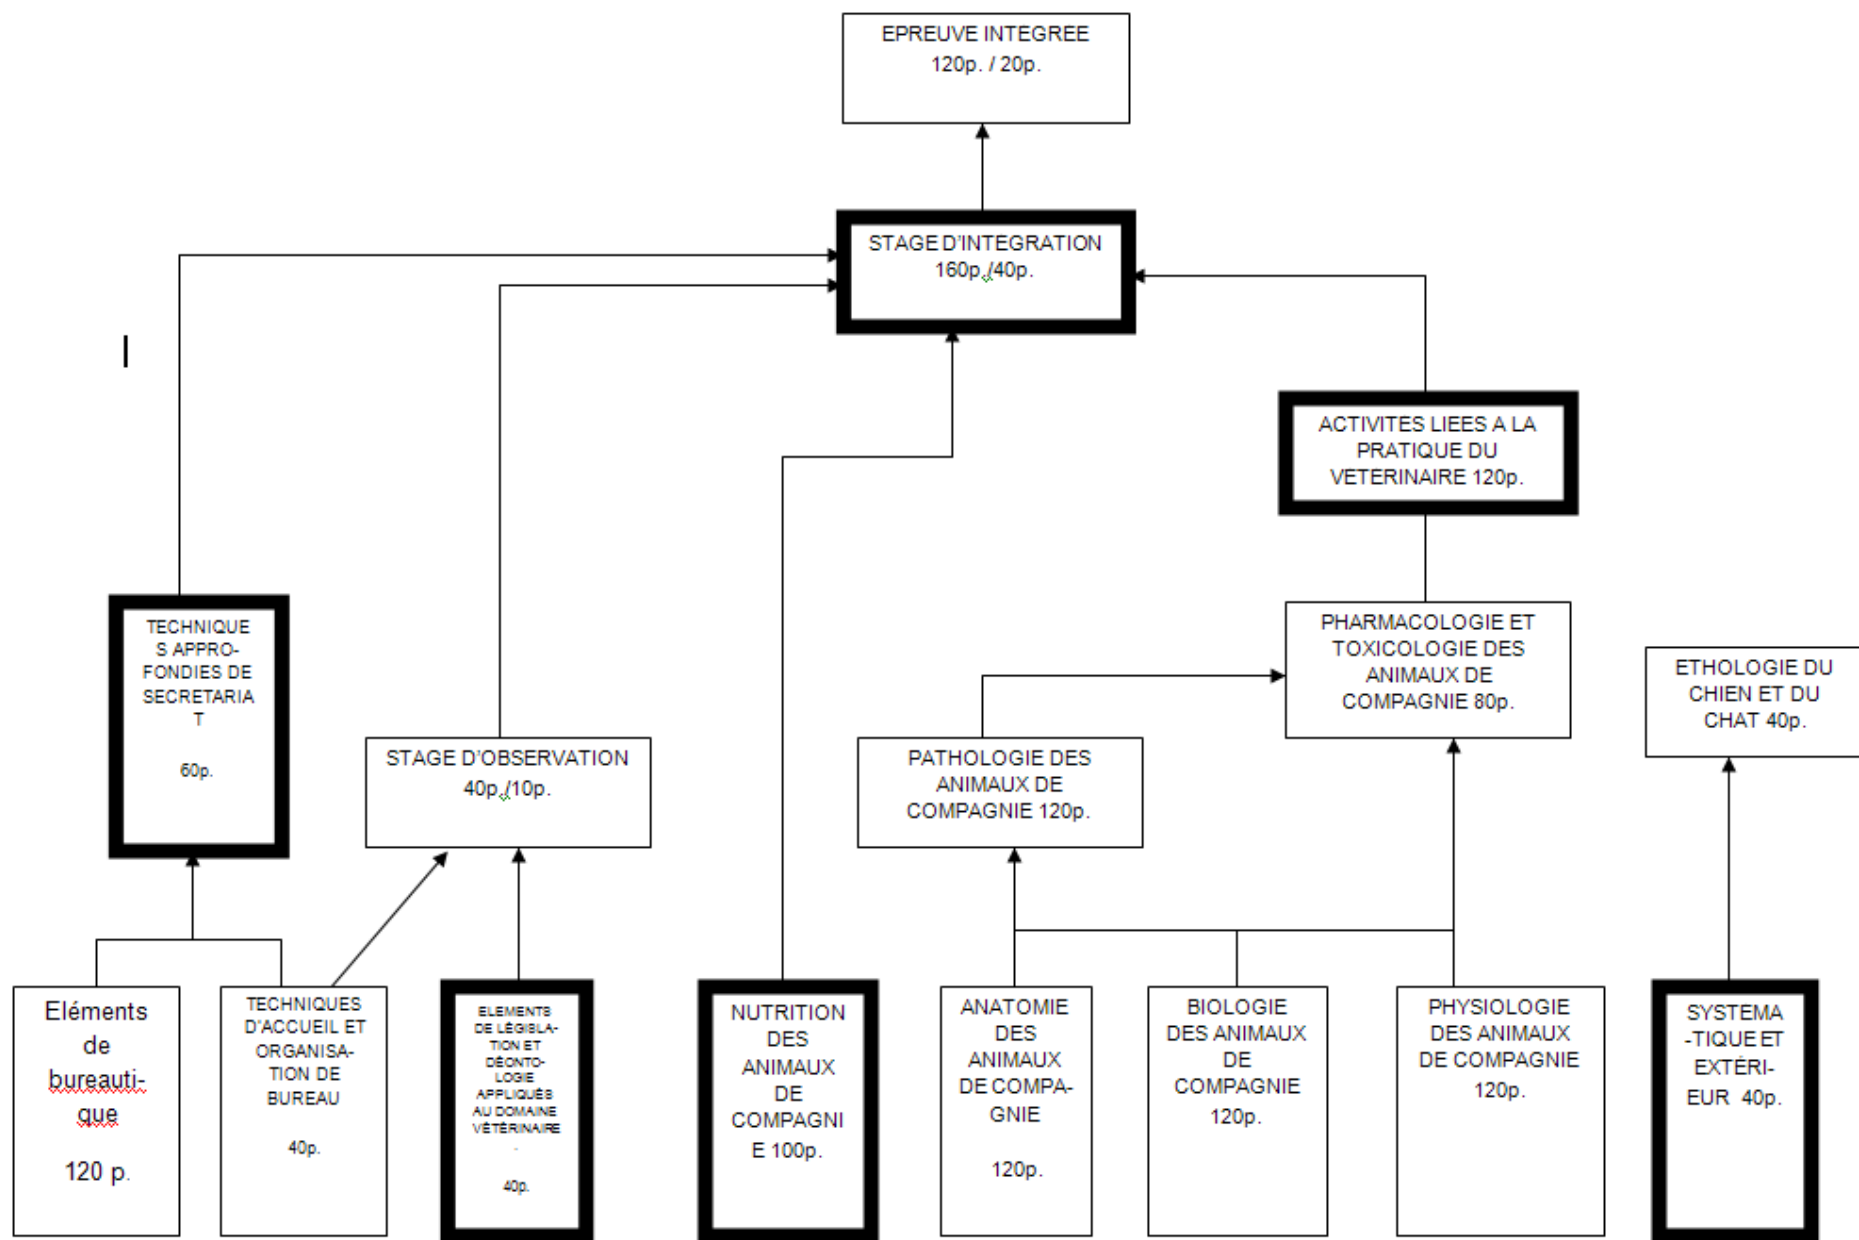 EPREUVE INTEGREE
120p. / 20p.
STAGE D'INTEGRATION
160p./40p.
ACTIVITES LIEES A LA
PRATIQUE DU
VETERINAIRE 120p.
TECHNIQUE
S APPRO-
FONDIES DE
SECRETARIA
T
60p.
PHARMACOLOGIE ET
TOXICOLOGIE DES
ANIMAUX DE
COMPAGNIE 80p.
ETHOLOGIE DU
CHIEN ET DU
CHAT 40p.
STAGE D'OBSERVATION
40p./10p.
PATHOLOGIE DES
ANIMAUX DE
COMPAGNIE 120p.
Eléments
de
bureauti-
que
120 p.
TECHNIQUES
D'ACCUEIL ET
ORGANISA-
TION DE
BUREAU
40p.
ELEMENTS
DE LÉGISLA-
TION ET
DÉONTO-
LOGIE
APPLIQUÉS
AU DOMAINE
VÉTÉRINAIRE
.
40p.
NUTRITION
DES
ANIMAUX
DE
COMPAGNI
E 100p.
ANATOMIE
DES
ANIMAUX
DE COMPA-
GNIE
120p.
BIOLOGIE
DES ANIMAUX
DE
COMPAGNIE
120p.
PHYSIOLOGIE
DES ANIMAUX
DE COMPAGNIE
120p.
SYSTEMA
-TIQUE ET
EXTÉRI-
EUR 40p.